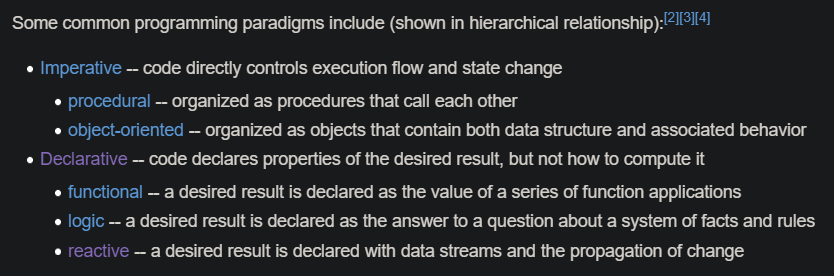 Some common programming paradigms include (shown in hierarchical relationship):[2][3][4]
• Imperative -- code directly controls execution flow and state change
• procedural -- organized as procedures that call each other
• object-oriented -- organized as objects that contain both data structure and associated behavior
• Declarative -- code declares properties of the desired result, but not how to compute it
• functional -- a desired result is declared as the value of a series of function applications
• logic -- a desired result is declared as the answer to a question about a system of facts and rules
• reactive -- a desired result is declared with data streams and the propagation of change